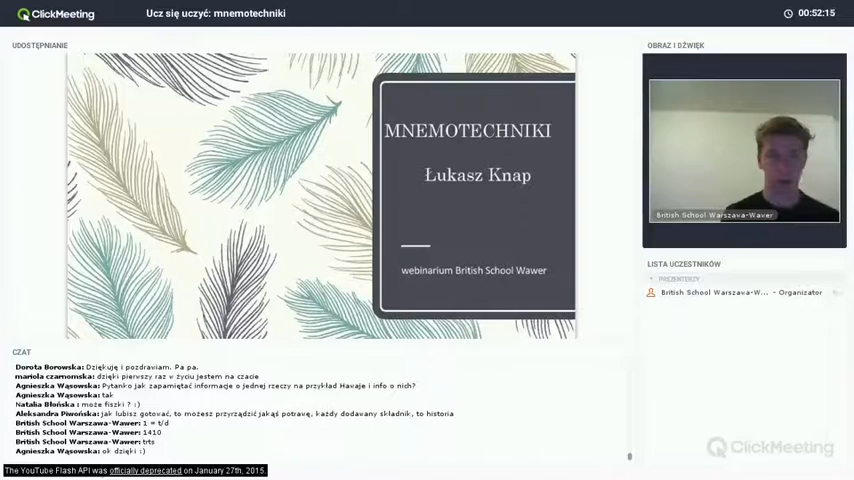 ClickMeeting
Ucz się uczyć: mnemotechniki
00:52:15
UDOSTĘPNIANIE
MNEMOTECHNIKI
Łukasz Knap
webinarium British School Wawer
OBRAZ I DŹWIĘK
British School Warszawa-Wawer
LISTA UCZESTNIKÓW
PREZENTERZY
British School Warszawa-W... - Organizator
CZAT
Dorota Borowska: Dziękuję i pozdrawiam. Pa pa.
mariola czarnomska: dzięki pierwszy raz w życiu jestem na czacie
Agnieszka Wąsowska: Pytanko jak zapamiętać informacje o jednej rzeczy na przykład Havaje i info o nich?
Agnieszka Wąsowska: tak
Natalia Błońska : może fiszki ? :)
Aleksandra Piwońska: jak lubisz gotować, to możesz przyrządzić jakąś potravę, każdy dodawany składnik, to historia
British School Warszawa-Wawer: 1 = t/d
British School Warszawa-Wawer: 1410
British School Warszawa-Wawer: trts
Agnieszka Wąsowska: ok dzięki :)
ClickMeeting
The YouTube Flash API was officially deprecated on January 27th, 2015.